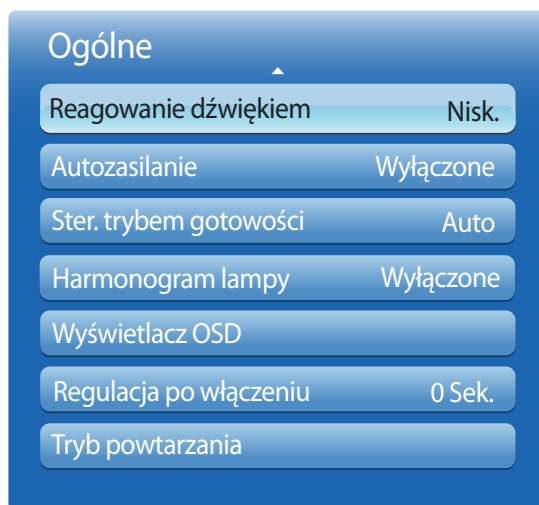 Ogólne
Reagowanie dźwiękiem Nisk.
Autozasilanie Wyłączone
Ster. trybem gotowości Auto
Harmonogram lampy Wyłączone
Wyświetlacz OSD
Regulacja po włączeniu 0 Sek.
Tryb powtarzania